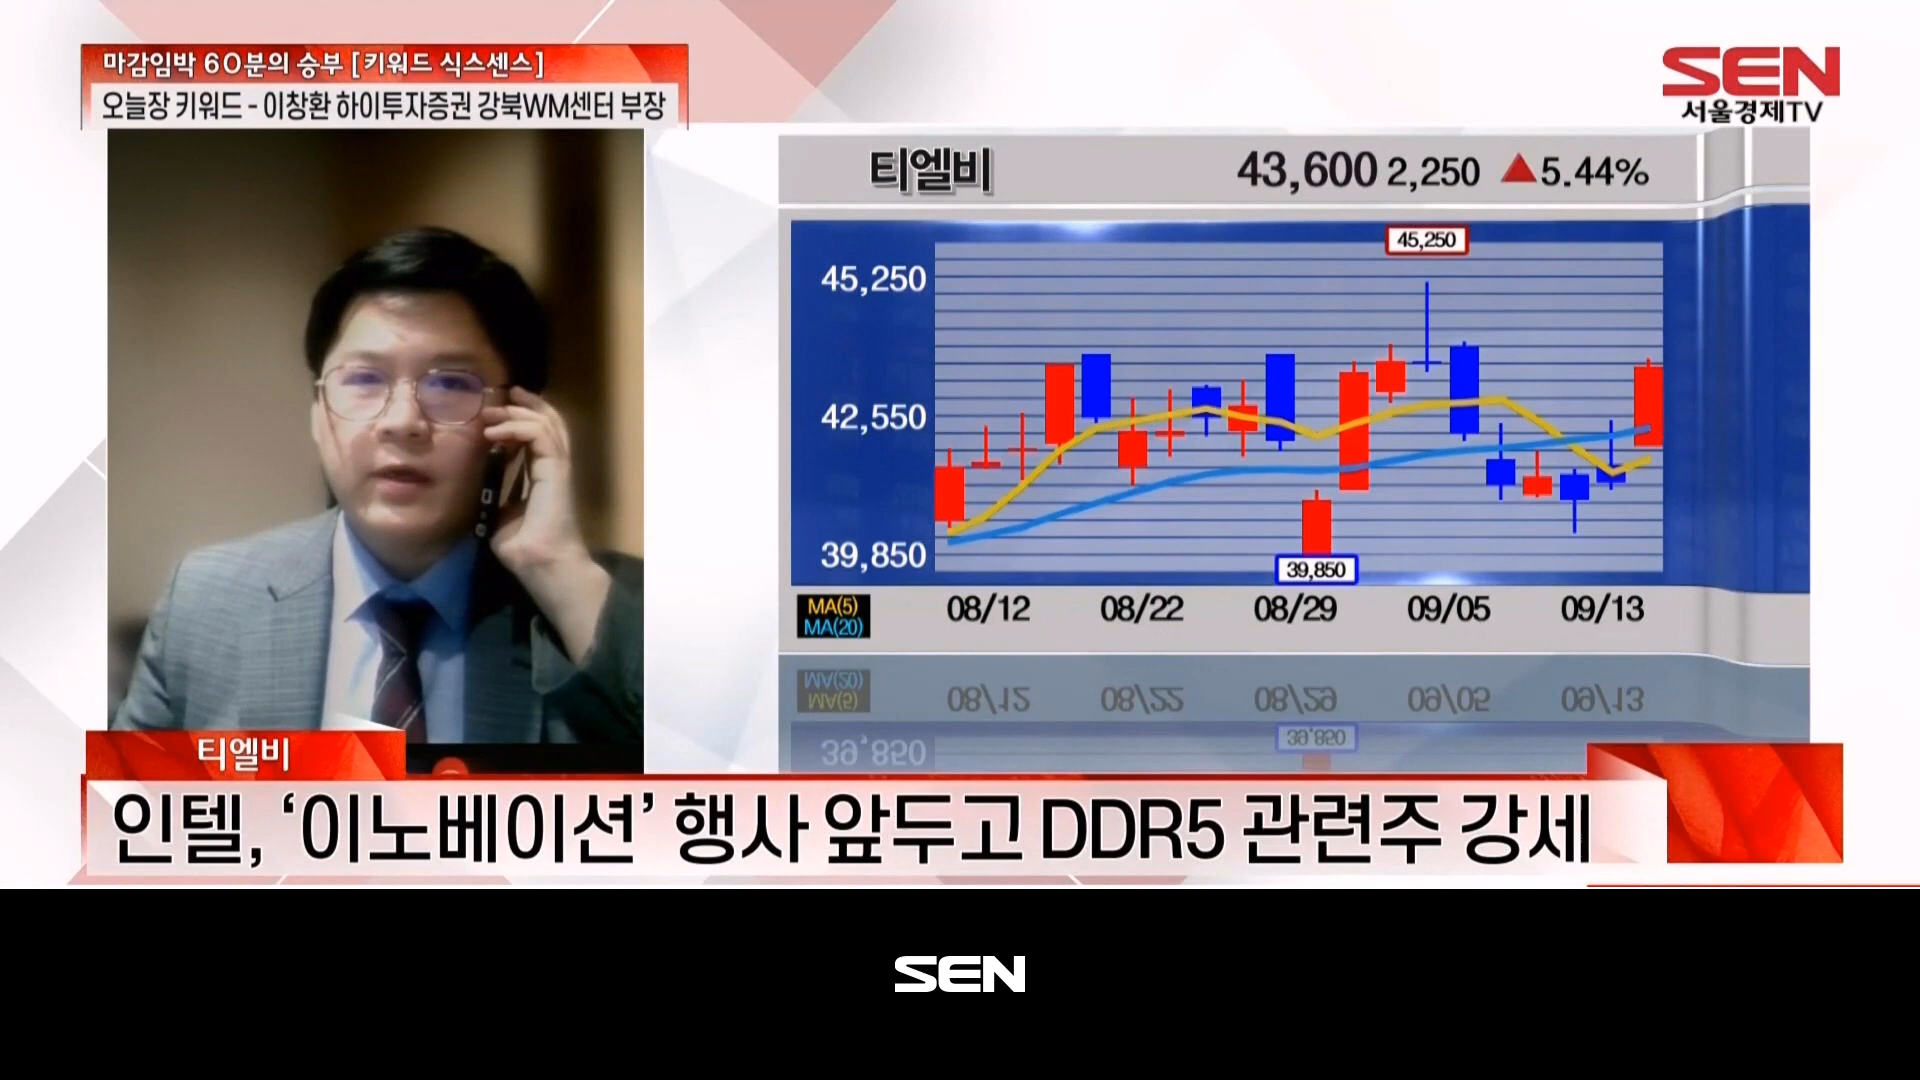 마감임박 60분의 승부 [키워드 식스센스]
오늘장 키워드 - 이창환 하이투자증권 강북WM센터 부장
SEN
서울경제TV
티엘비 43,600 2,250 ▲5.44%
45,250
45,250
42,550
39,850
39,850
MA(5)
MA(20)
08/12 08/22 08/29 09/05 09/13
티엘비
인텔, ‘이노베이션’ 행사 앞두고 DDR5 관련주 강세
SEN